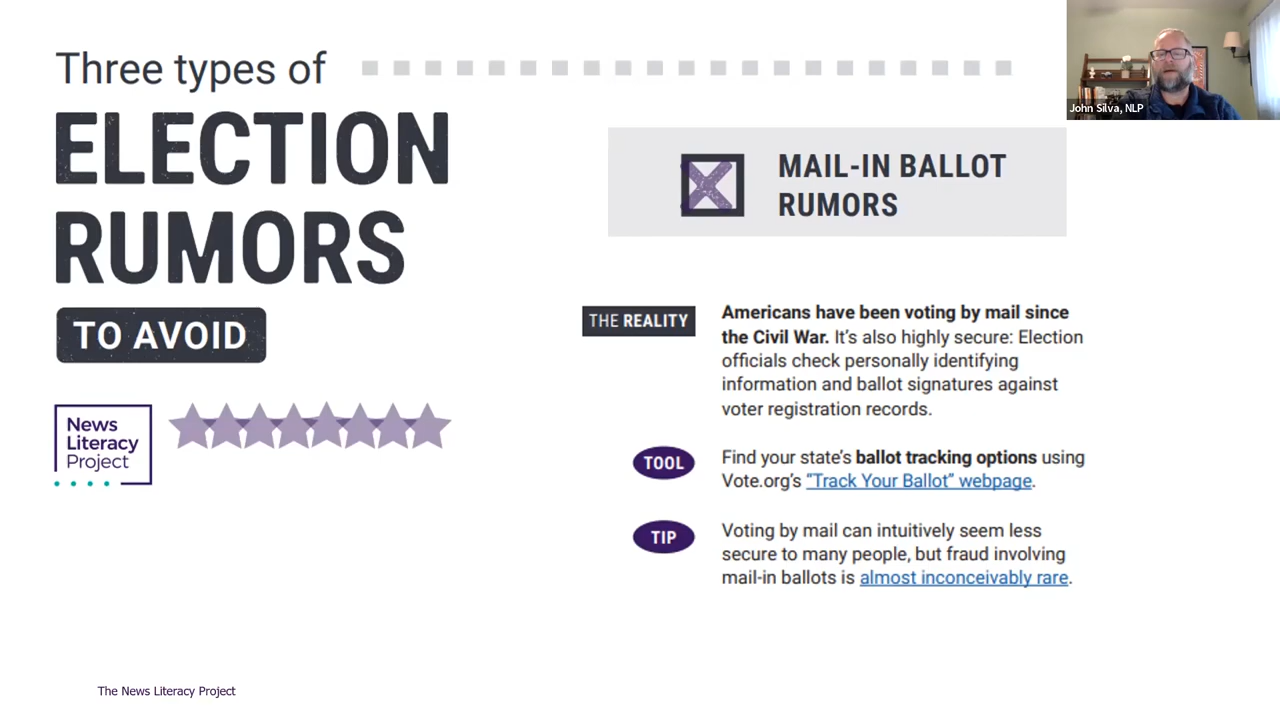 Three types of
ELECTION
RUMORS
TO AVOID
News
Literacy
Project
John Silva, NLP
MAIL-IN BALLOT
RUMORS
THE REALITY
Americans have been voting by mail since
the Civil War. It’s also highly secure: Election
officials check personally identifying
information and ballot signatures against
voter registration records.
TOOL
Find your state’s ballot tracking options using
Vote.org’s “Track Your Ballot” webpage.
TIP
Voting by mail can intuitively seem less
secure to many people, but fraud involving
mail-in ballots is almost inconceivably rare.
The News Literacy Project